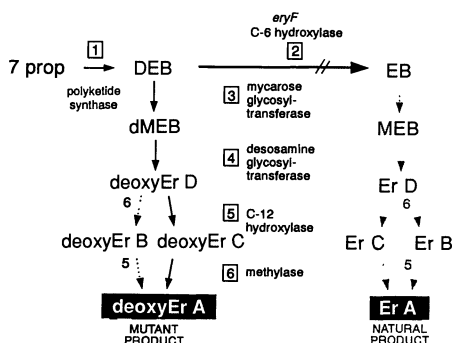 eryF
C-6 hydroxylase
1
2
7 prop
DEB
EB
polyketide
synthase
3
mycarose
glycosyl-
transferase
dMEB
MEB
4
desosamine
glycosyl-
transferase
deoxyEr D
Er D
6
6
5
C-12
hydroxylase
deoxyEr B
deoxyEr C
Er C
Er B
5
5
6
methylase
deoxyEr A
Er A
MUTANT
PRODUCT
NATURAL
PRODUCT